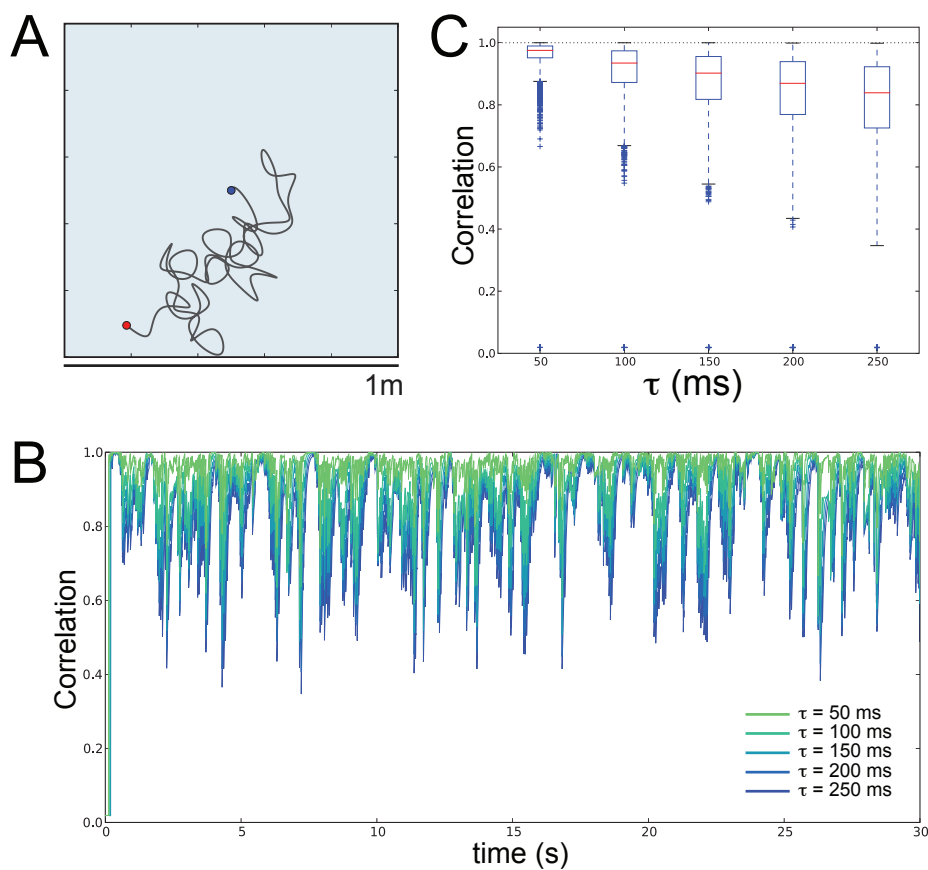 A
1m
C
Correlation
1.0
0.8
0.6
0.4
0.2
0.0
50
100
150
200
250
τ (ms)
B
Correlation
1.0
0.8
0.6
0.4
0.2
0.0
0
5
10
15
20
25
30
time (s)
τ = 50 ms
τ = 100 ms
τ = 150 ms
τ = 200 ms
τ = 250 ms